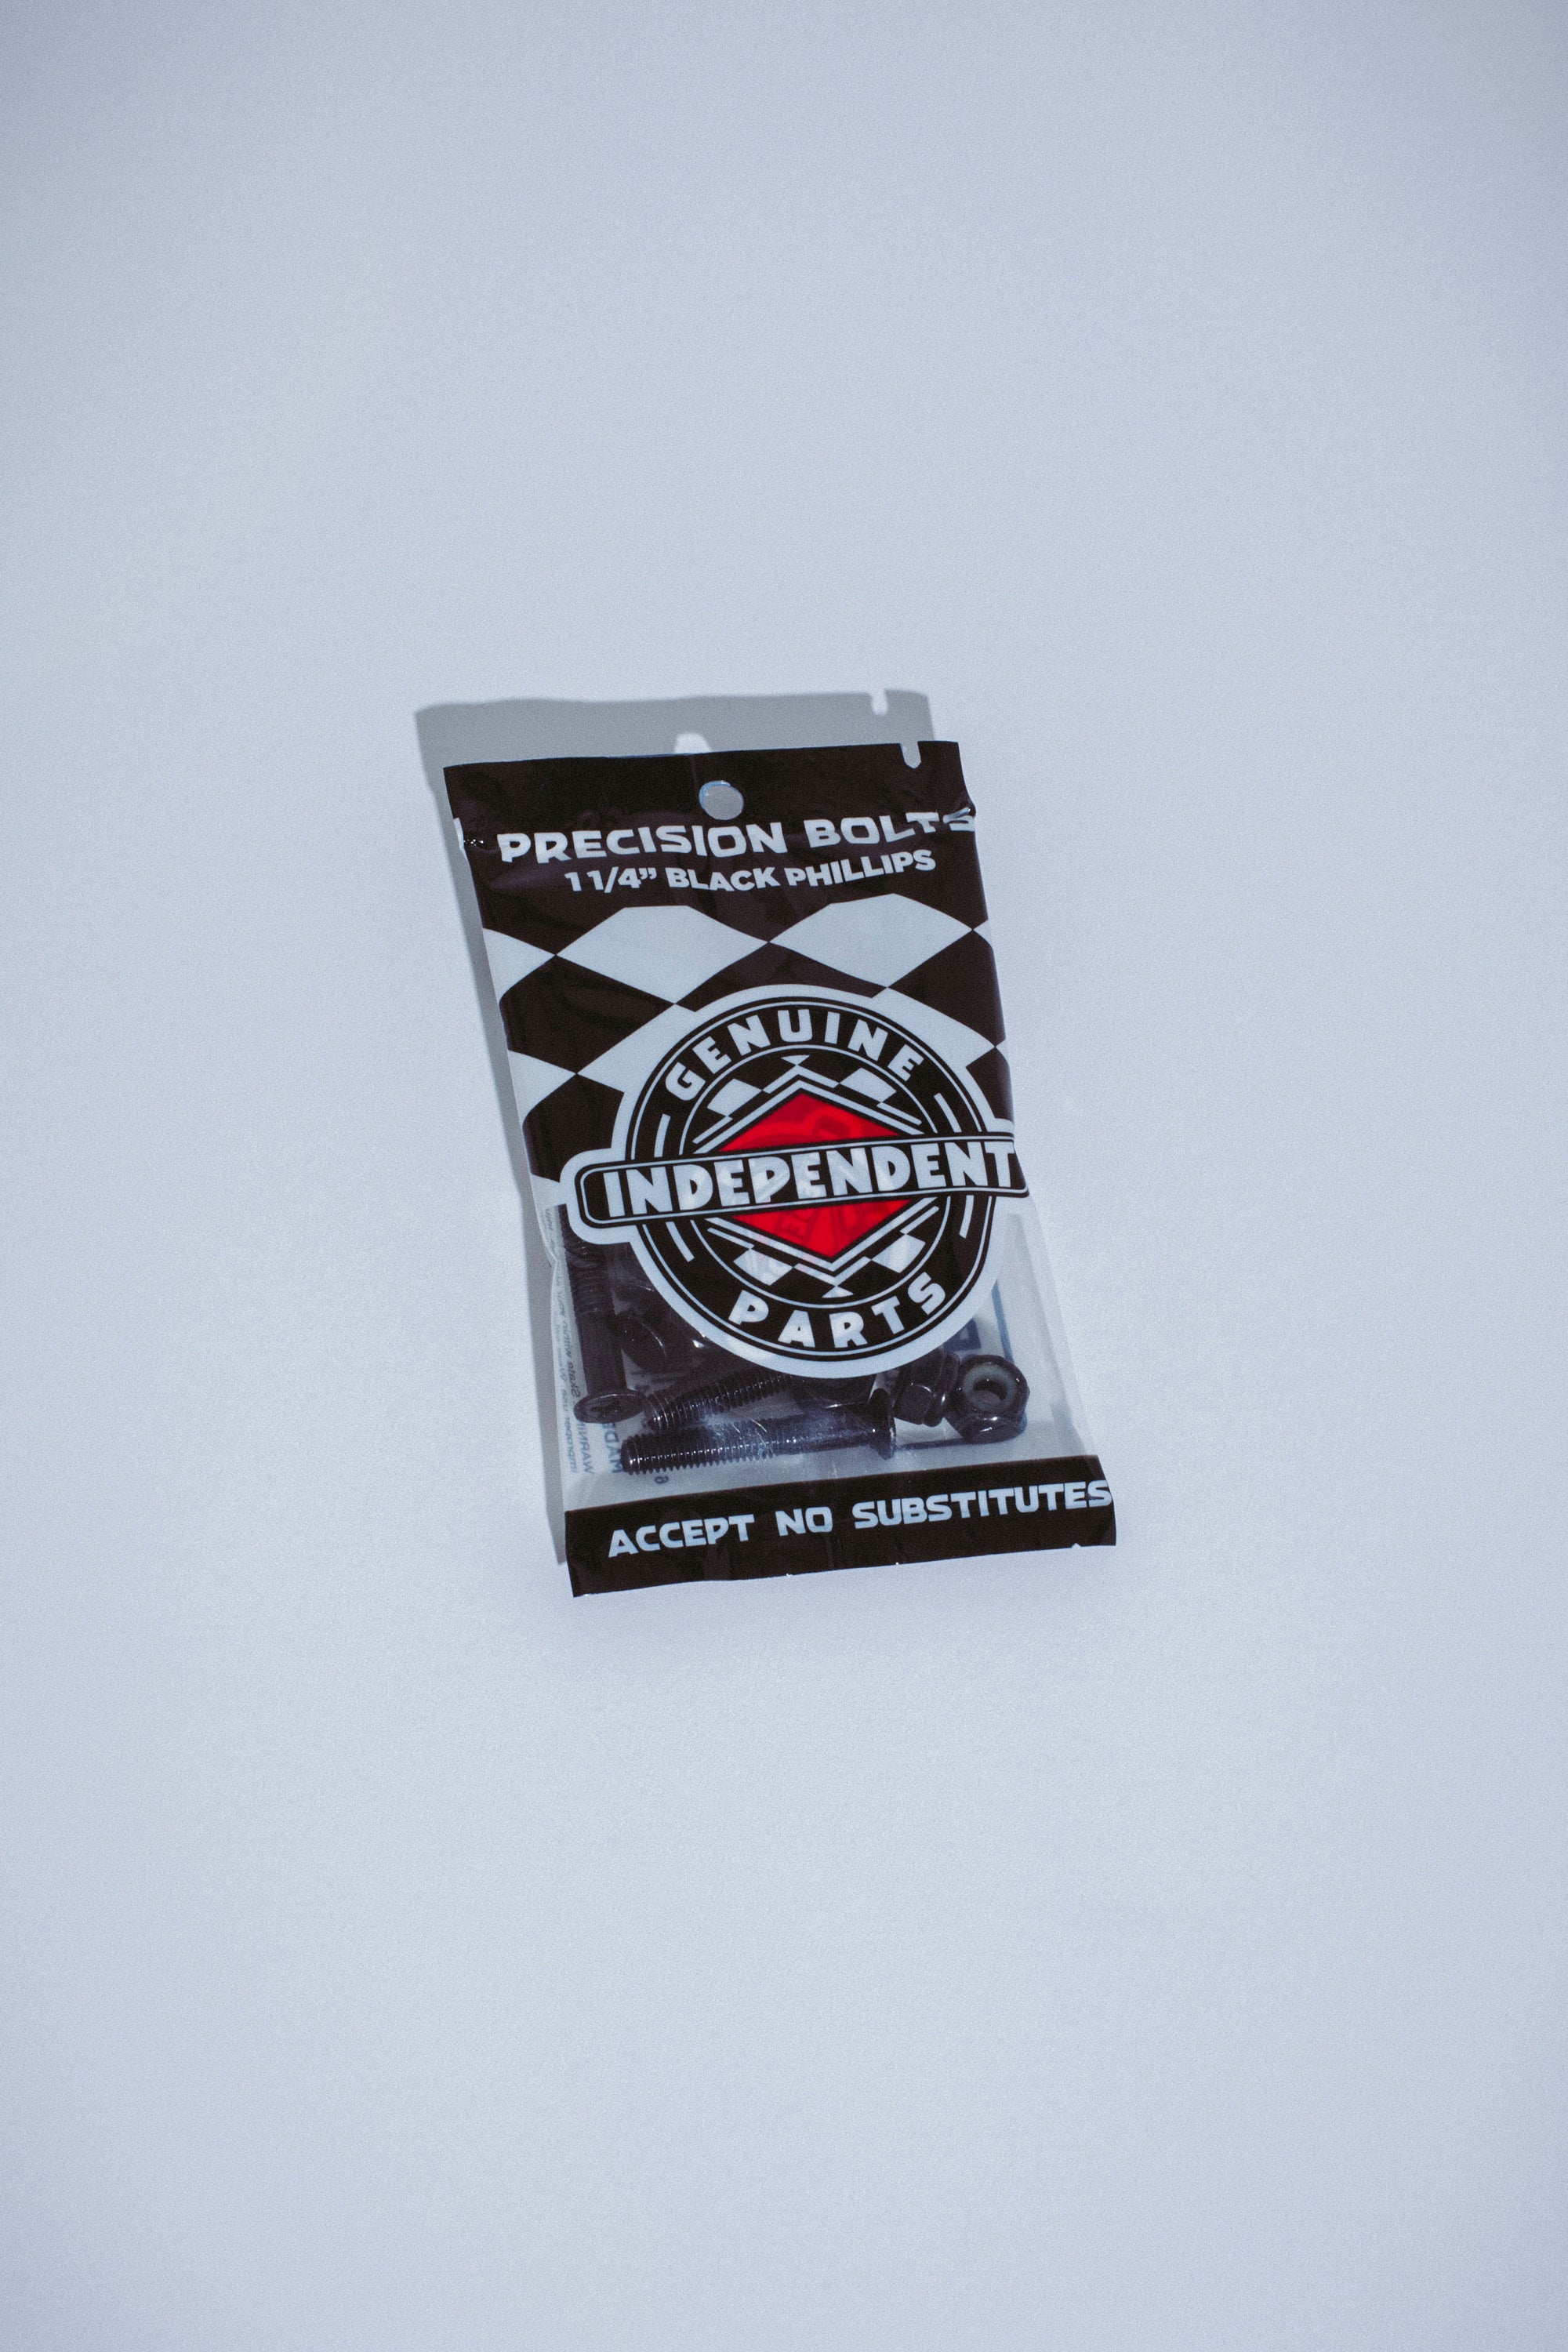 PRECISION BOLTS
1 1/4” BLACK PHILLIPS
GENUINE
INDEPENDENT
PARTS
ACCEPT NO SUBSTITUTES